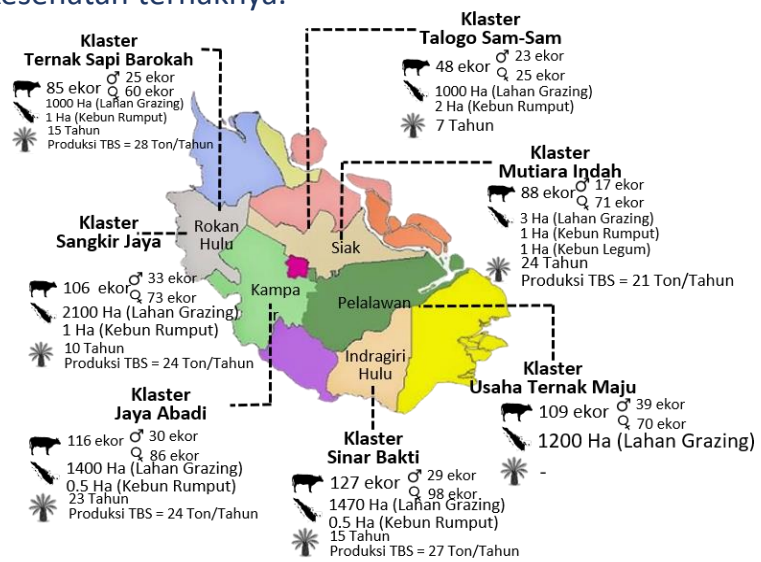 kesehatan ternaknya.
Klaster
Ternak Sapi Barokah
85 ekor
♂ 25 ekor
♀ 60 ekor
1000 Ha (Lahan Grazing)
1 Ha (Kebun Rumput)
15 Tahun
Produksi TBS = 28 Ton/Tahun
Klaster
Talogo Sam-Sam
48 ekor
♂ 23 ekor
♀ 25 ekor
1000 Ha (Lahan Grazing)
2 Ha (Kebun Rumput)
7 Tahun
Klaster
Mutiara Indah
88 ekor
♂ 17 ekor
♀ 71 ekor
3 Ha (Lahan Grazing)
1 Ha (Kebun Rumput)
1 Ha (Kebun Legum)
24 Tahun
Produksi TBS = 21 Ton/Tahun
Klaster
Sangkir Jaya
106 ekor
♂ 33 ekor
♀ 73 ekor
2100 Ha (Lahan Grazing)
1 Ha (Kebun Rumput)
10 Tahun
Produksi TBS = 24 Ton/Tahun
Rokan
Hulu
Siak
Kampa
r
Pelalawan
Indragiri
Hulu
Klaster
Usaha Ternak Maju
109 ekor
♂ 39 ekor
♀ 70 ekor
1200 Ha (Lahan Grazing)
-
Klaster
Jaya Abadi
116 ekor
♂ 30 ekor
♀ 86 ekor
1400 Ha (Lahan Grazing)
0.5 Ha (Kebun Rumput)
23 Tahun
Produksi TBS = 24 Ton/Tahun
Klaster
Sinar Bakti
127 ekor
♂ 29 ekor
♀ 98 ekor
1470 Ha (Lahan Grazing)
0.5 Ha (Kebun Rumput)
15 Tahun
Produksi TBS = 27 Ton/Tahun